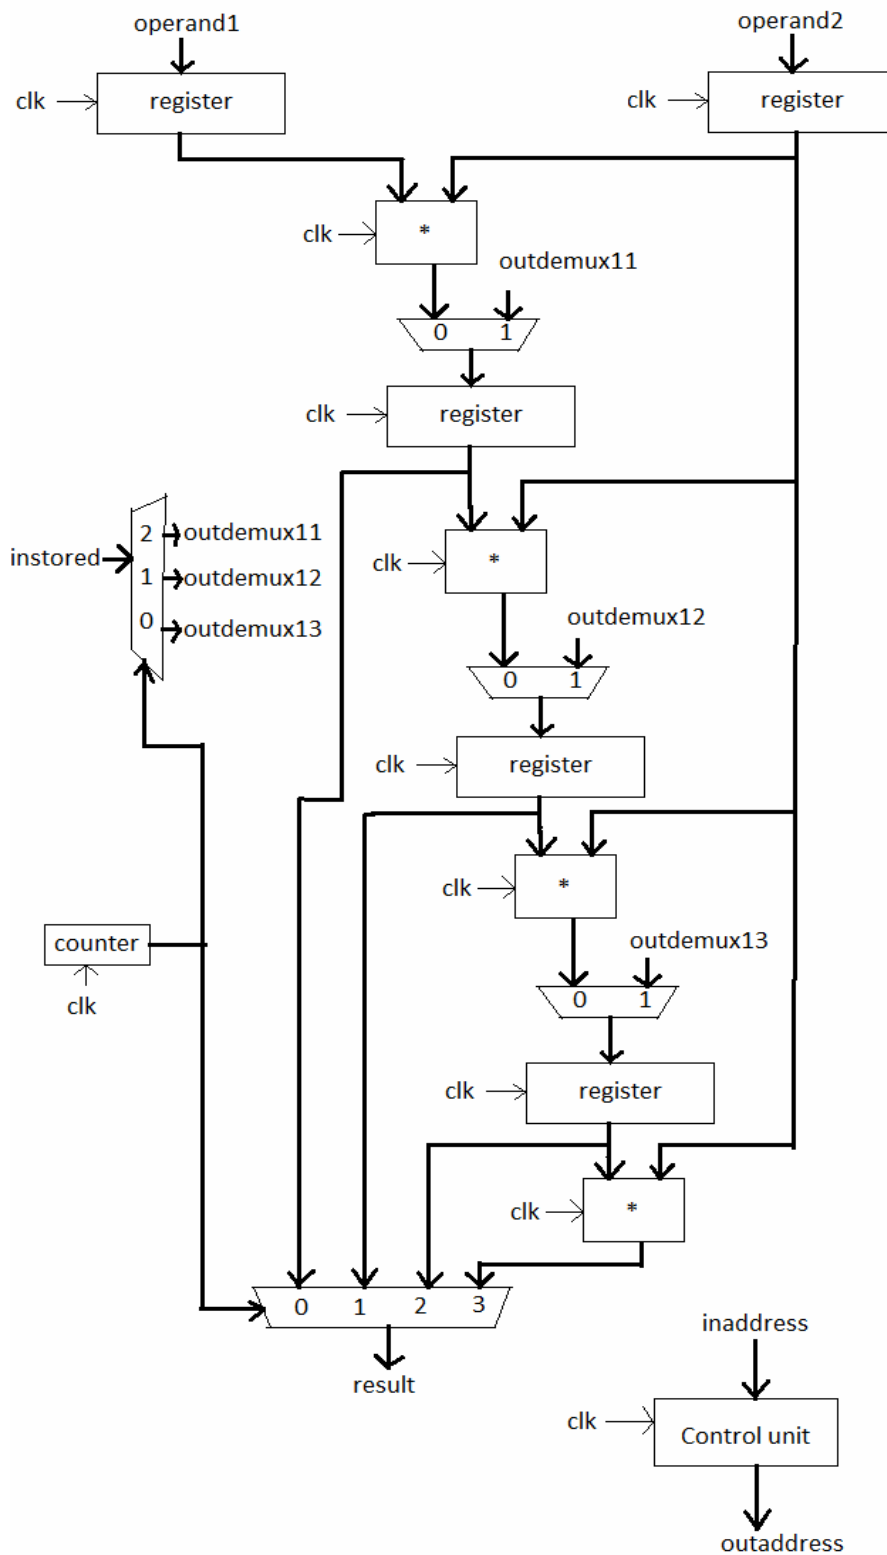 operand1
operand2
clk
register
clk
register
clk
*
outdemux11
0
1
clk
register
instored
2
outdemux11
1
outdemux12
0
outdemux13
clk
*
outdemux12
0
1
clk
register
clk
*
counter
clk
outdemux13
0
1
clk
register
clk
*
0
1
2
3
result
inaddress
clk
Control unit
outaddress